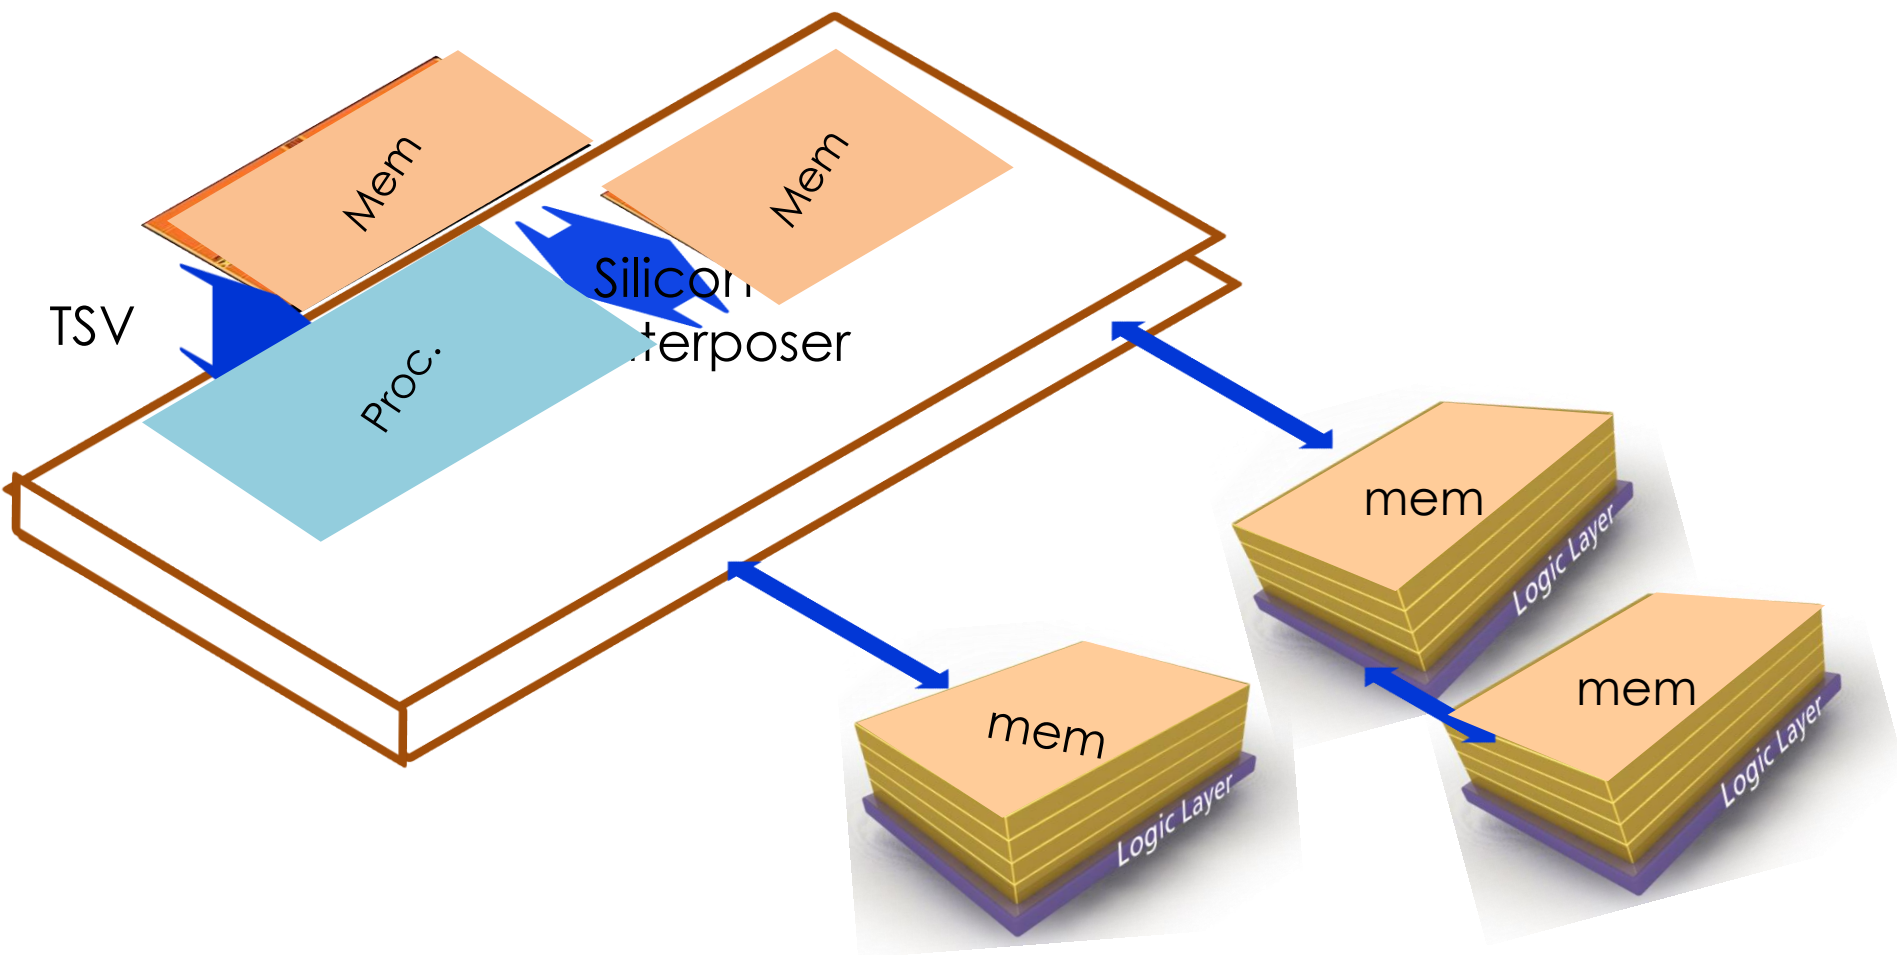 Mem
Mem
TSV
Silicon
terposer
Proc.
mem
Logic Layer
mem
Logic Layer
mem
Logic Layer